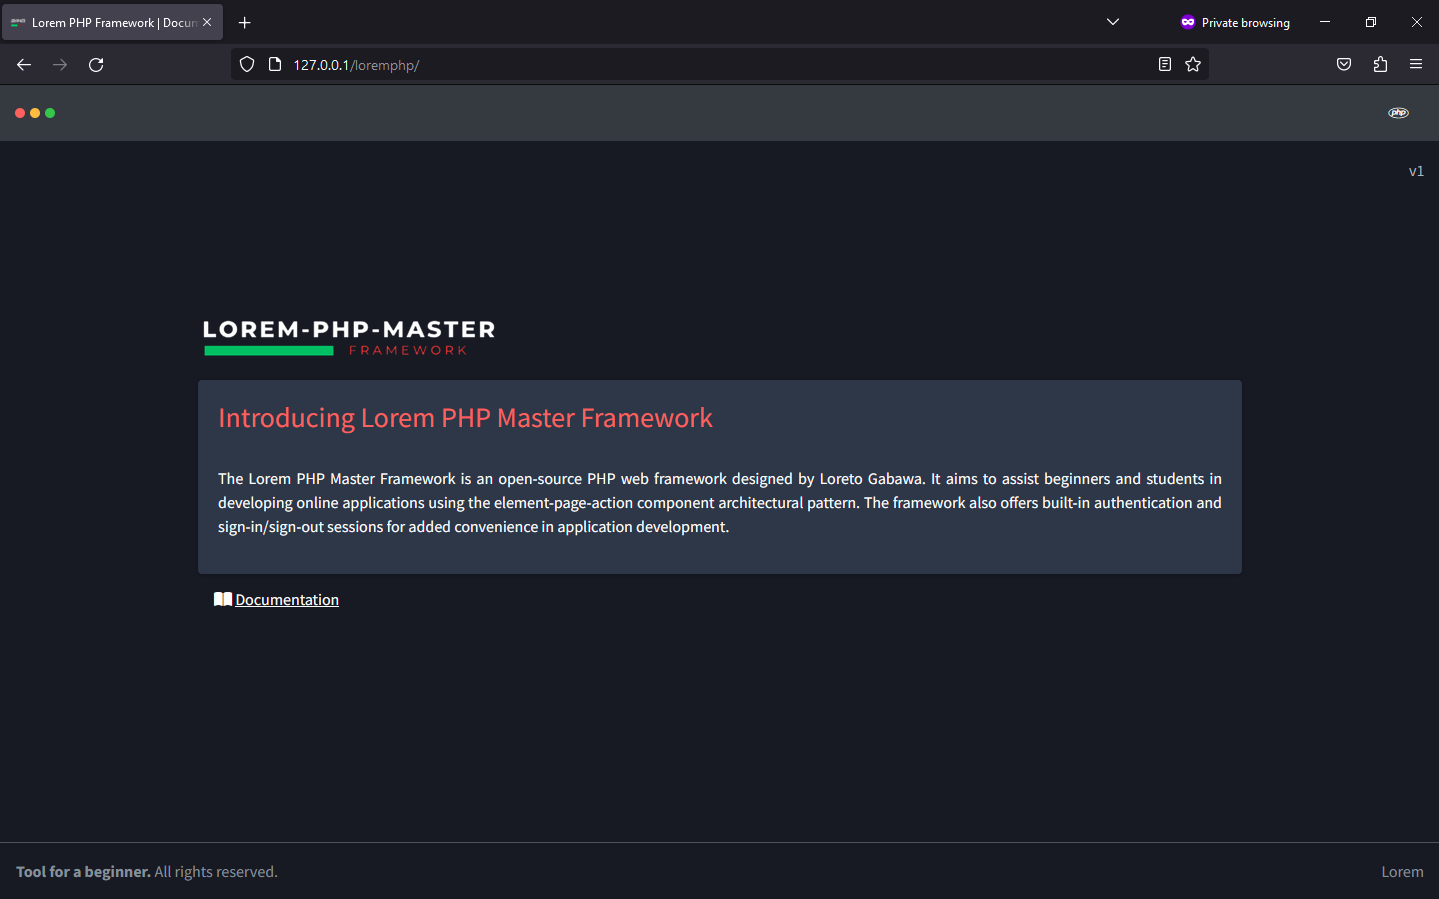 Lorem PHP Framework | Docum
Private browsing
127.0.0.1/loremphp/
php
v1
LOREM-PHP-MASTER
FRAMEWORK
Introducing Lorem PHP Master Framework
The Lorem PHP Master Framework is an open-source PHP web framework designed by Loreto Gabawa. It aims to assist beginners and students in
developing online applications using the element-page-action component architectural pattern. The framework also offers built-in authentication and
sign-in/sign-out sessions for added convenience in application development.
Documentation
Tool for a beginner. All rights reserved.
Lorem